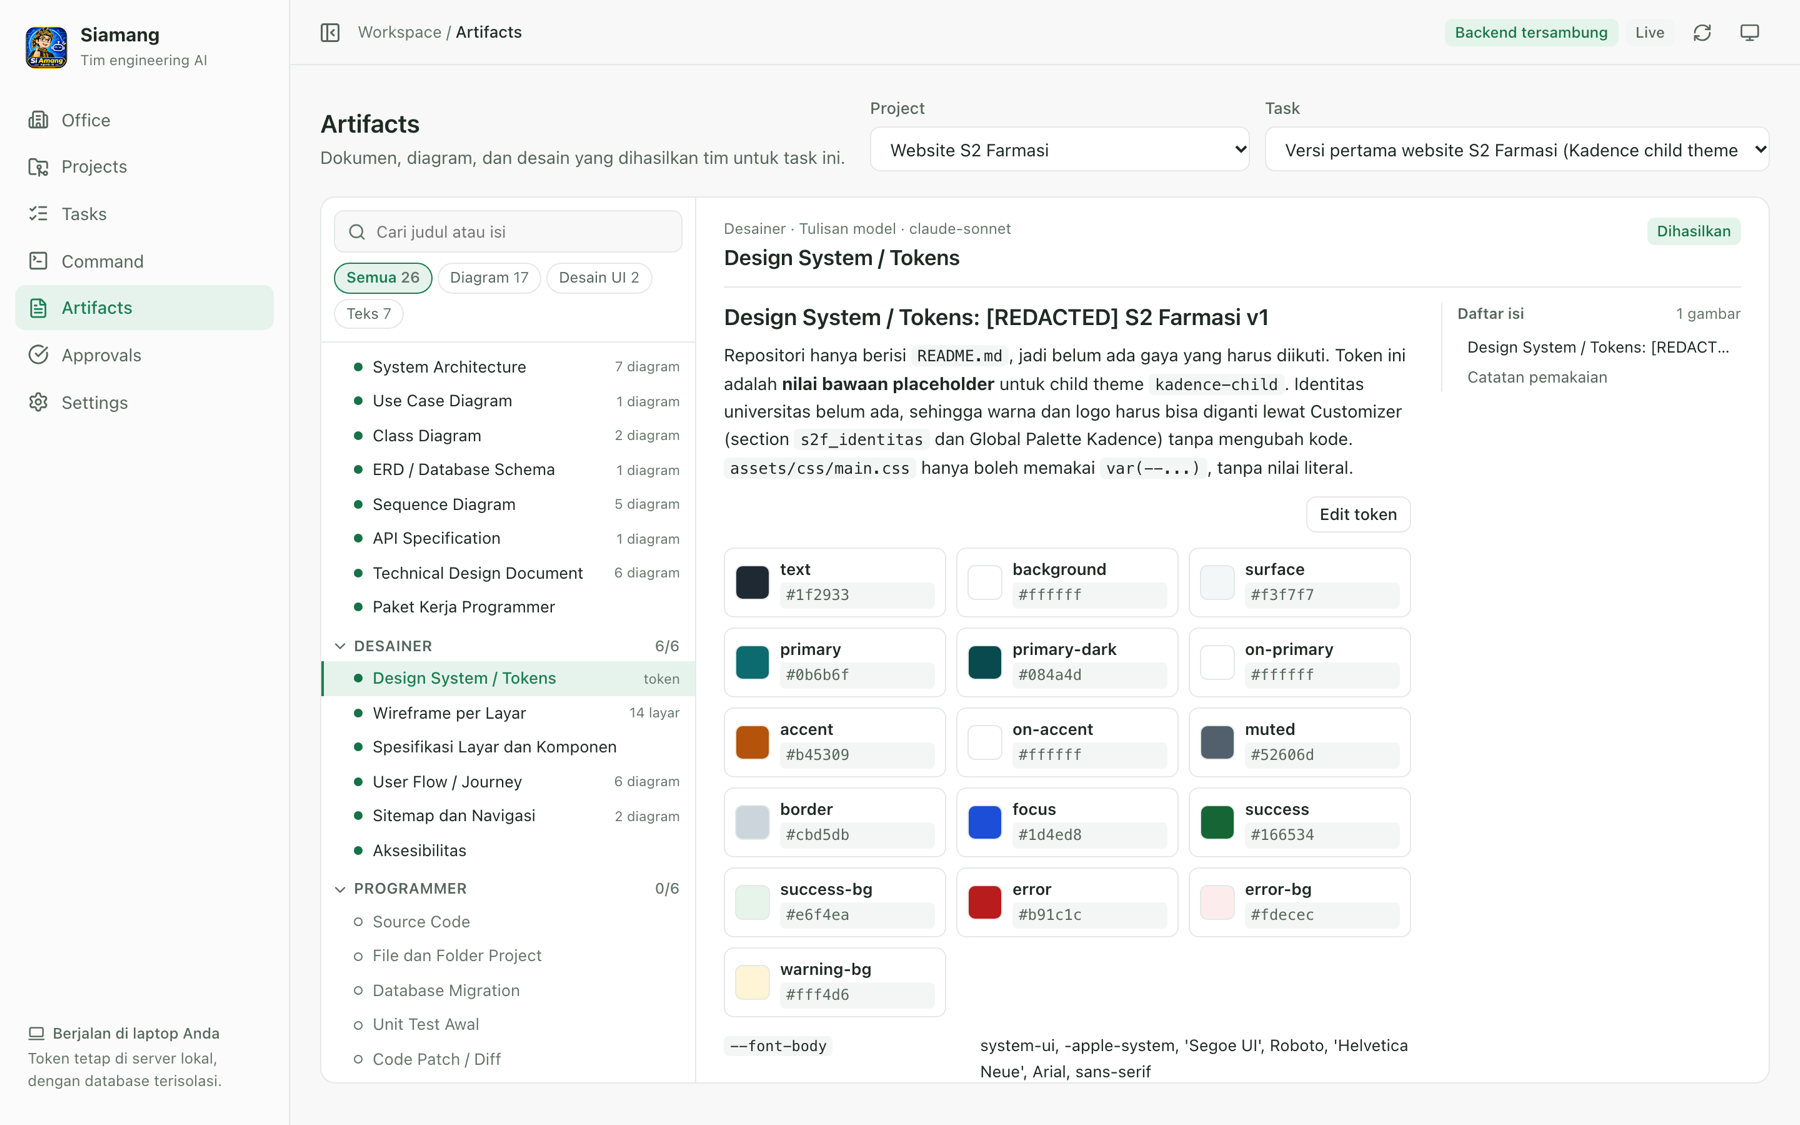 Siamang
Tim engineering AI
Office
Projects
Tasks
Command
Artifacts
Approvals
Settings
Berjalan di laptop Anda
Token tetap di server lokal,
dengan database terisolasi.
Workspace / Artifacts
Backend tersambung
Live
Artifacts
Dokumen, diagram, dan desain yang dihasilkan tim untuk task ini.
Project
Website S2 Farmasi
Task
Versi pertama website S2 Farmasi (Kadence child theme
Cari judul atau isi
Semua 26
Diagram 17
Desain UI 2
Teks 7
System Architecture 7 diagram
Use Case Diagram 1 diagram
Class Diagram 2 diagram
ERD / Database Schema 1 diagram
Sequence Diagram 5 diagram
API Specification 1 diagram
Technical Design Document 6 diagram
Paket Kerja Programmer
DESAINER 6/6
Design System / Tokens token
Wireframe per Layar 14 layar
Spesifikasi Layar dan Komponen
User Flow / Journey 6 diagram
Sitemap dan Navigasi 2 diagram
Aksesibilitas
PROGRAMMER 0/6
Source Code
File dan Folder Project
Database Migration
Unit Test Awal
Code Patch / Diff
Desainer · Tulisan model · claude-sonnet
Design System / Tokens
Dihasilkan
Design System / Tokens: [REDACTED] S2 Farmasi v1
Repositori hanya berisi README.md, jadi belum ada gaya yang harus diikuti. Token ini
adalah nilai bawaan placeholder untuk child theme kadence-child. Identitas
universitas belum ada, sehingga warna dan logo harus bisa diganti lewat Customizer
(section s2f_identitas dan Global Palette Kadence) tanpa mengubah kode.
assets/css/main.css hanya boleh memakai var(--...), tanpa nilai literal.
Edit token
text
#1f2933
background
#ffffff
surface
#f3f7f7
primary
#0b6b6f
primary-dark
#084a4d
on-primary
#ffffff
accent
#b45309
on-accent
#ffffff
muted
#52606d
border
#cbd5db
focus
#1d4ed8
success
#166534
success-bg
#e6f4ea
error
#b91c1c
error-bg
#fdecec
warning-bg
#fff4d6
--font-body
system-ui, -apple-system, 'Segoe UI', Roboto, 'Helvetica
Neue', Arial, sans-serif
Daftar isi
1 gambar
Design System / Tokens: [REDACT...
Catatan pemakaian